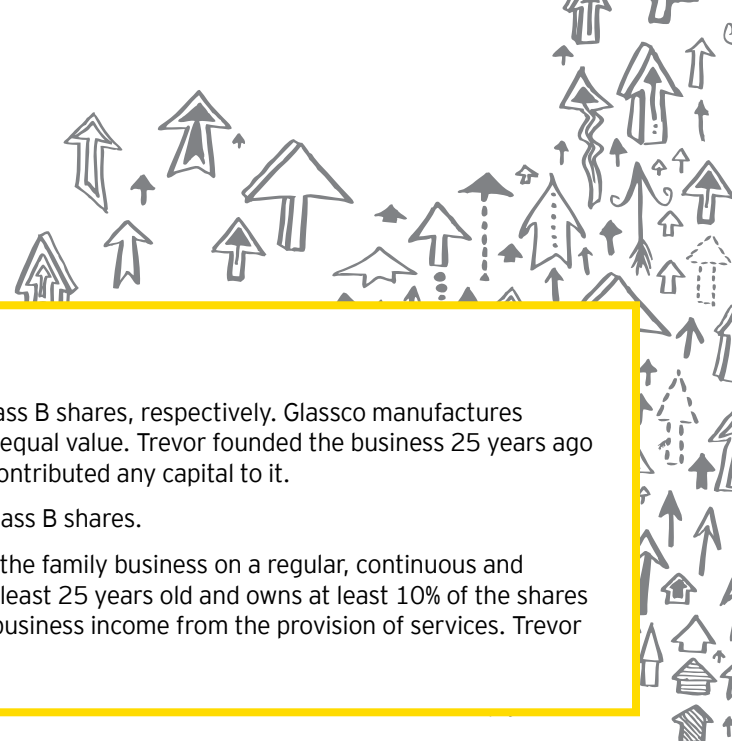 ass B shares, respectively. Glassco manufactures
equal value. Trevor founded the business 25 years ago
ontributed any capital to it.
ass B shares.
the family business on a regular, continuous and
least 25 years old and owns at least 10% of the shares
business income from the provision of services. Trevor